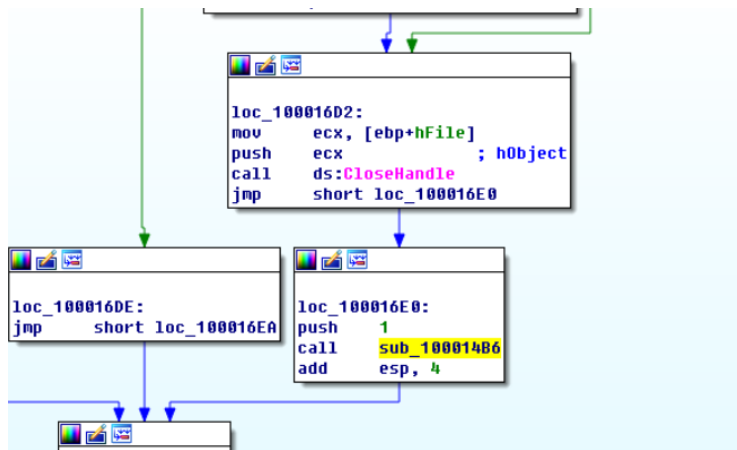 loc_100016D2:
mov ecx, [ebp+hFile]
push ecx ; hObject
call ds:CloseHandle
jmp short loc_100016E0
loc_100016DE:
jmp short loc_100016EA
loc_100016E0:
push 1
call sub_100014B6
add esp, 4